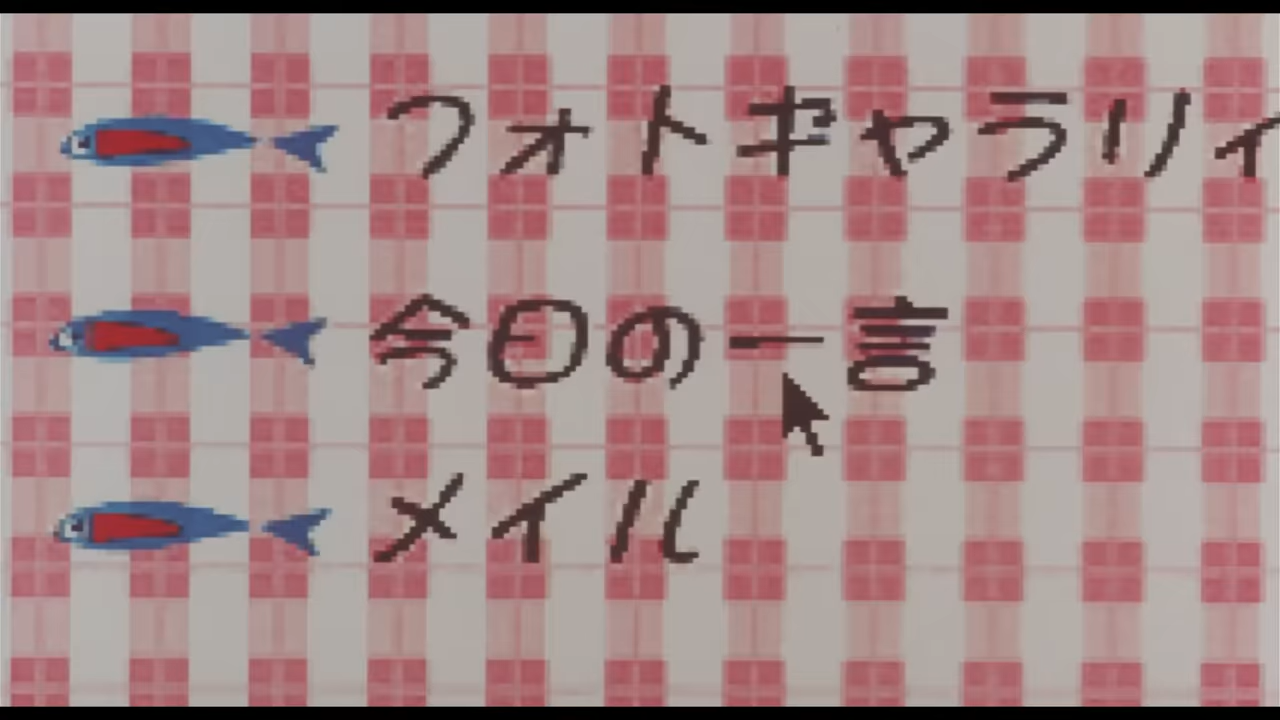 フォトギャラリィ
今日の一言
メイル